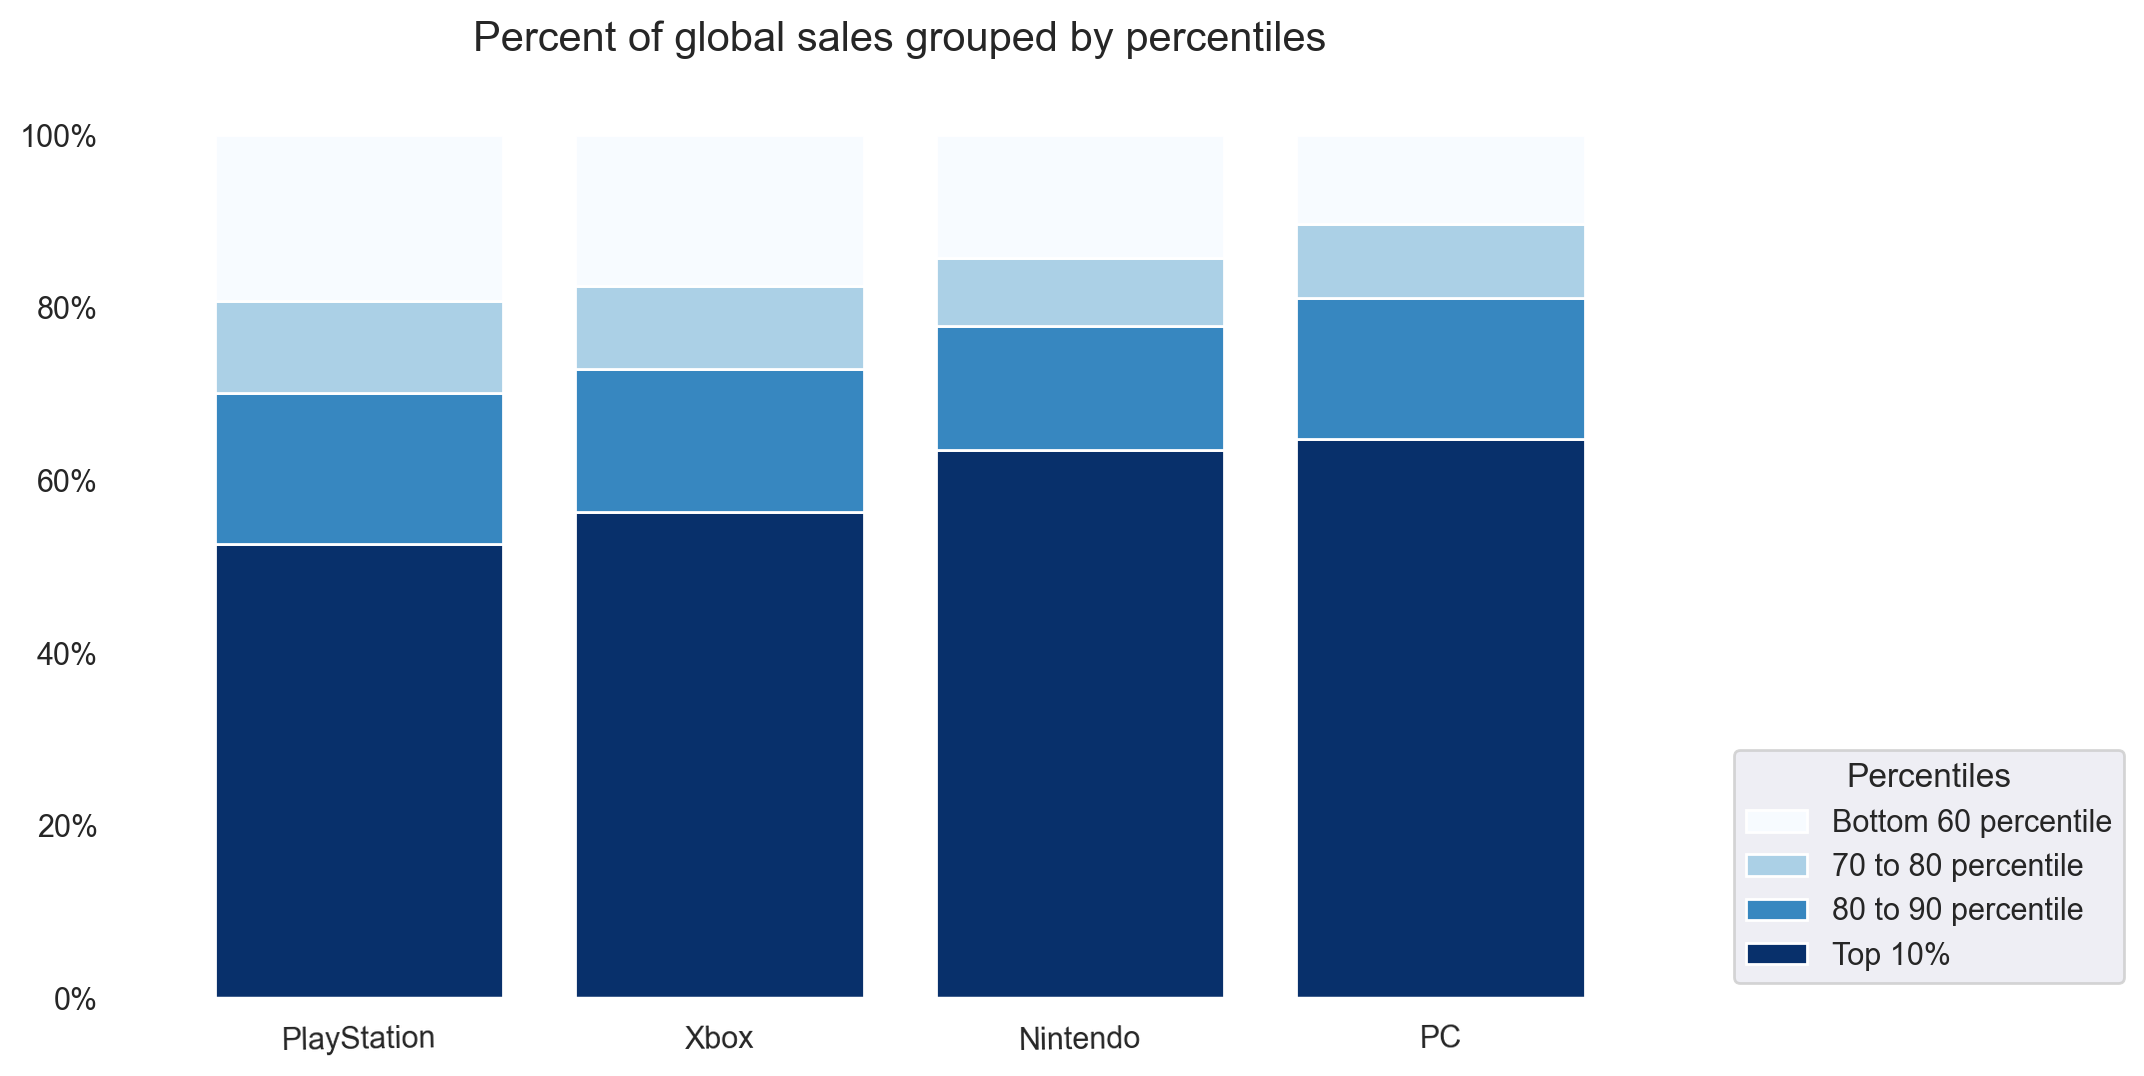 Percent of global sales grouped by percentiles
100%
80%
60%
40%
20%
0%
PlayStation
Xbox
Nintendo
PC
Percentiles
Bottom 60 percentile
70 to 80 percentile
80 to 90 percentile
Top 10%